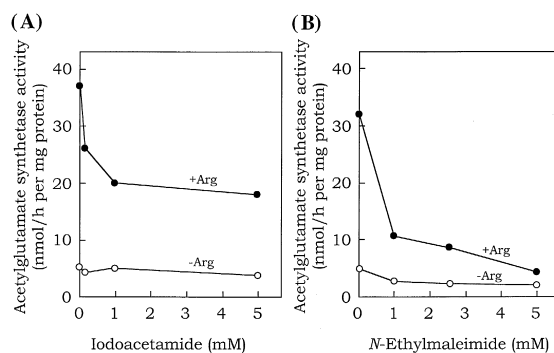 (A)
Acetylglutamate synthetase activity
(nmol/h per mg protein)
40
30
20
10
0
+Arg
-Arg
0 1 2 3 4 5
Iodoacetamide (mM)
(B)
Acetylglutamate synthetase activity
(nmol/h per mg protein)
40
30
20
10
0
+Arg
-Arg
0 1 2 3 4 5
N-Ethylmaleimide (mM)